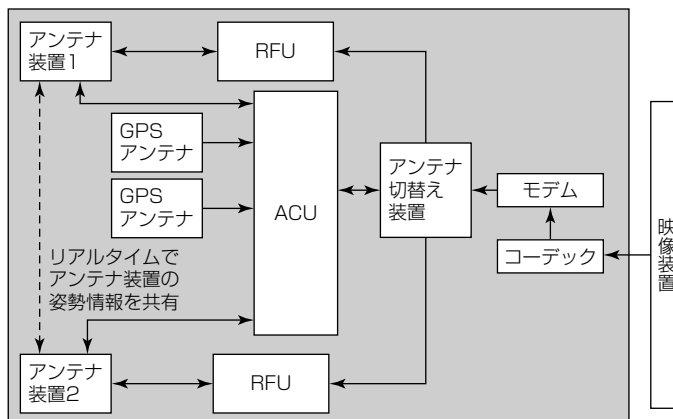 アンテナ
装置1
RFU
GPS
アンテナ
GPS
アンテナ
ACU
アンテナ
切替え
装置
モデム
コーデック
映像装置
リアルタイムで
アンテナ装置の
姿勢情報を共有
アンテナ
装置2
RFU